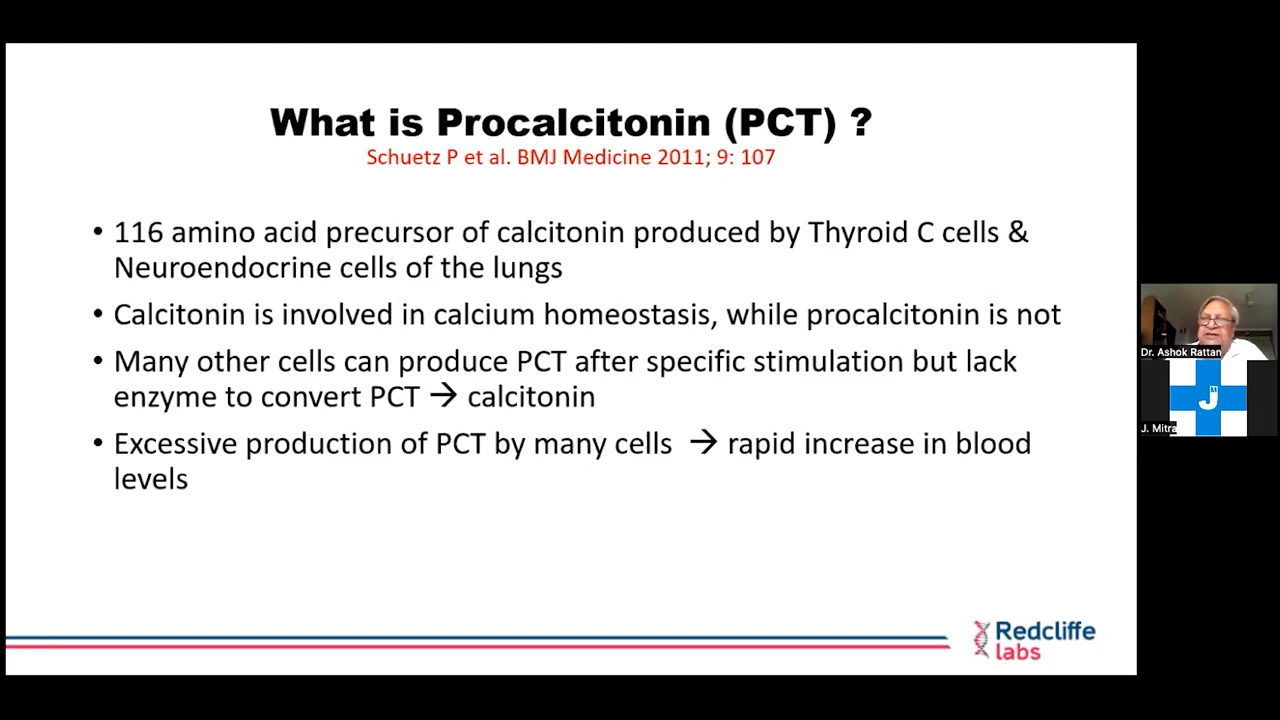 What is Procalcitonin (PCT) ?
Schuetz P et al. BMJ Medicine 2011; 9: 107
• 116 amino acid precursor of calcitonin produced by Thyroid C cells &
Neuroendocrine cells of the lungs
• Calcitonin is involved in calcium homeostasis, while procalcitonin is not
• Many other cells can produce PCT after specific stimulation but lack
enzyme to convert PCT → calcitonin
• Excessive production of PCT by many cells → rapid increase in blood
levels
Redcliffe
labs
Dr. Ashok Rattan
JM
J. Mitra